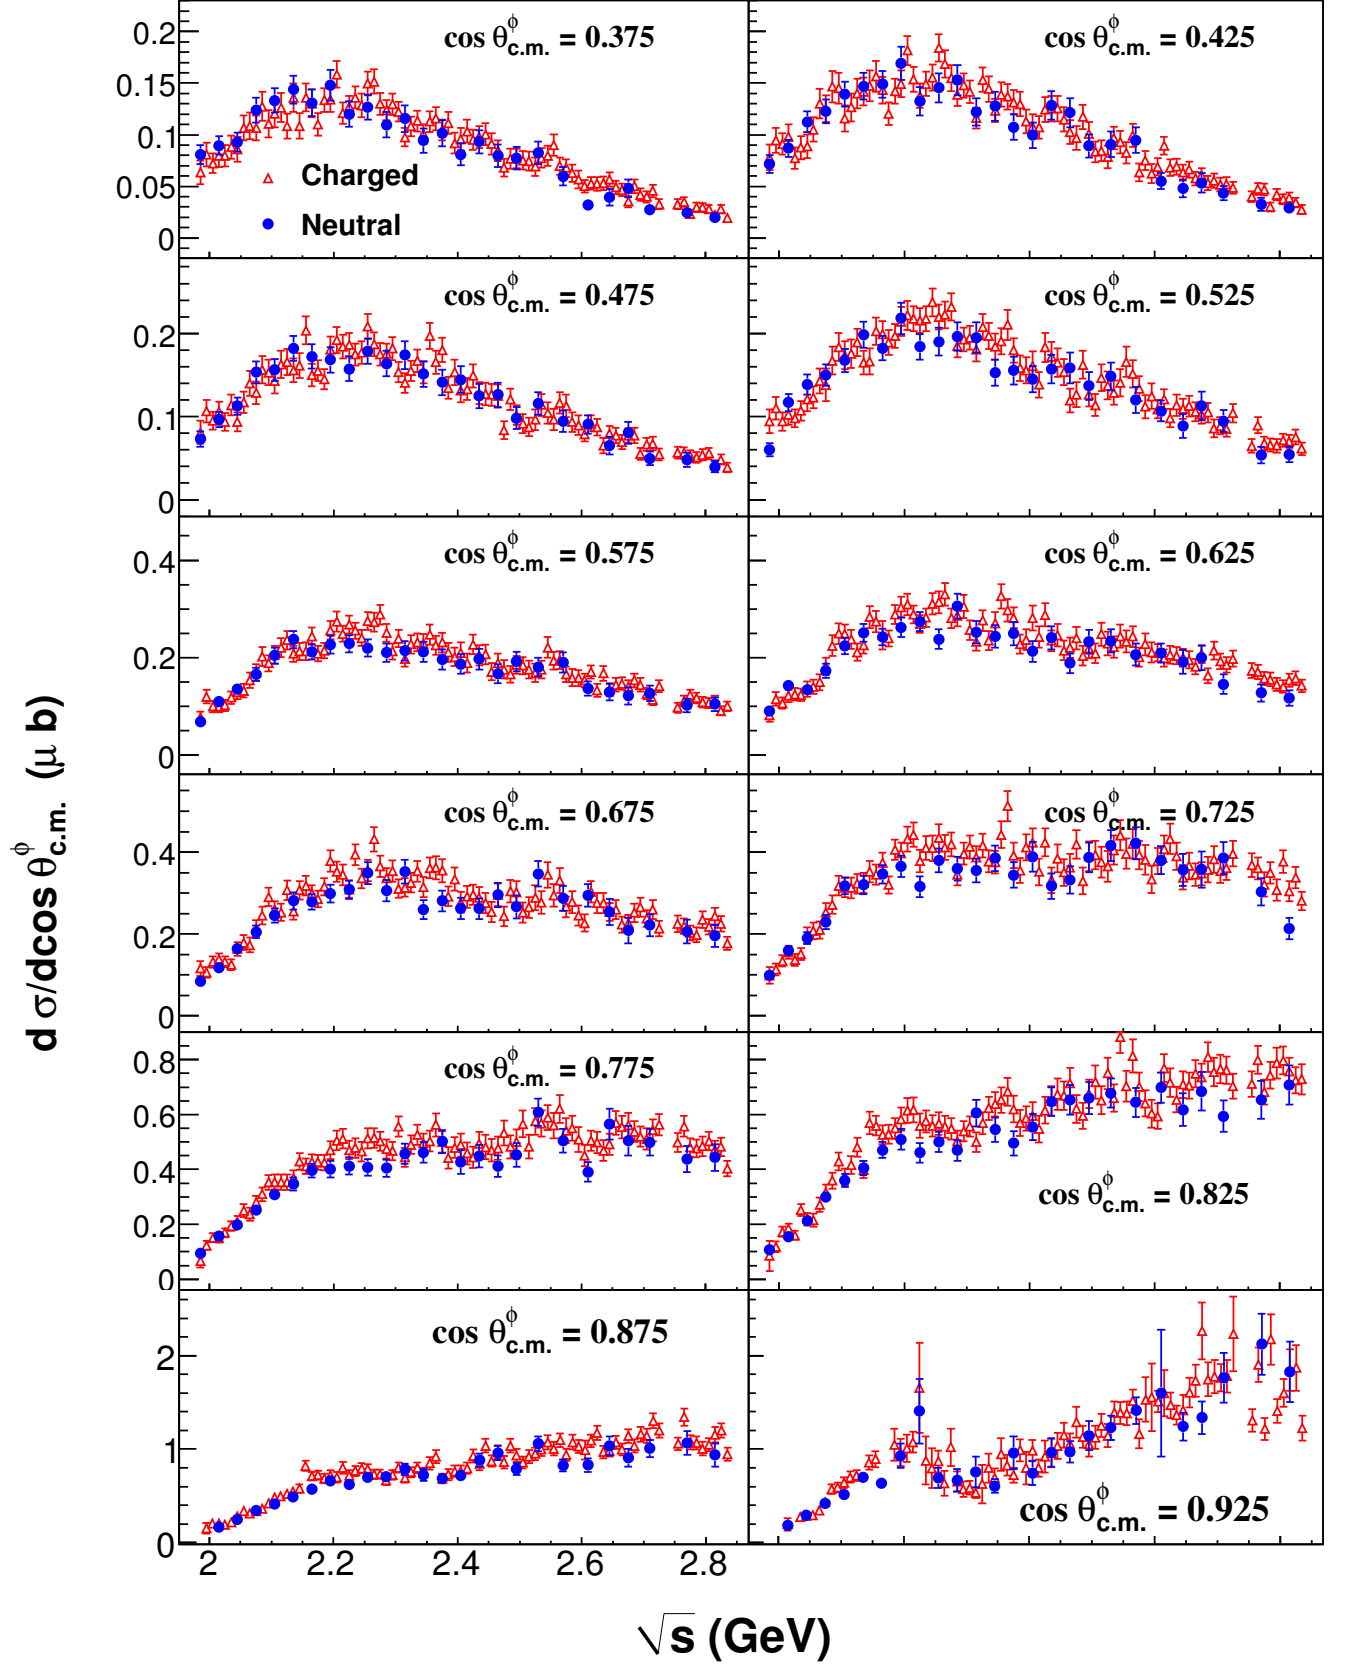 cos θ^ϕ_c.m. = 0.375
cos θ^ϕ_c.m. = 0.425
0.2
0.15
0.1
0.05
0
Charged
Neutral
cos θ^ϕ_c.m. = 0.475
cos θ^ϕ_c.m. = 0.525
0.2
0.1
0
cos θ^ϕ_c.m. = 0.575
cos θ^ϕ_c.m. = 0.625
0.4
0.2
0
cos θ^ϕ_c.m. = 0.675
cos θ^ϕ_c.m. = 0.725
0.4
0.2
0
cos θ^ϕ_c.m. = 0.775
cos θ^ϕ_c.m. = 0.825
0.8
0.6
0.4
0.2
0
cos θ^ϕ_c.m. = 0.875
cos θ^ϕ_c.m. = 0.925
2
1
0
2 2.2 2.4 2.6 2.8
d σ/dcos θ^ϕ_c.m. (μ b)
√s (GeV)